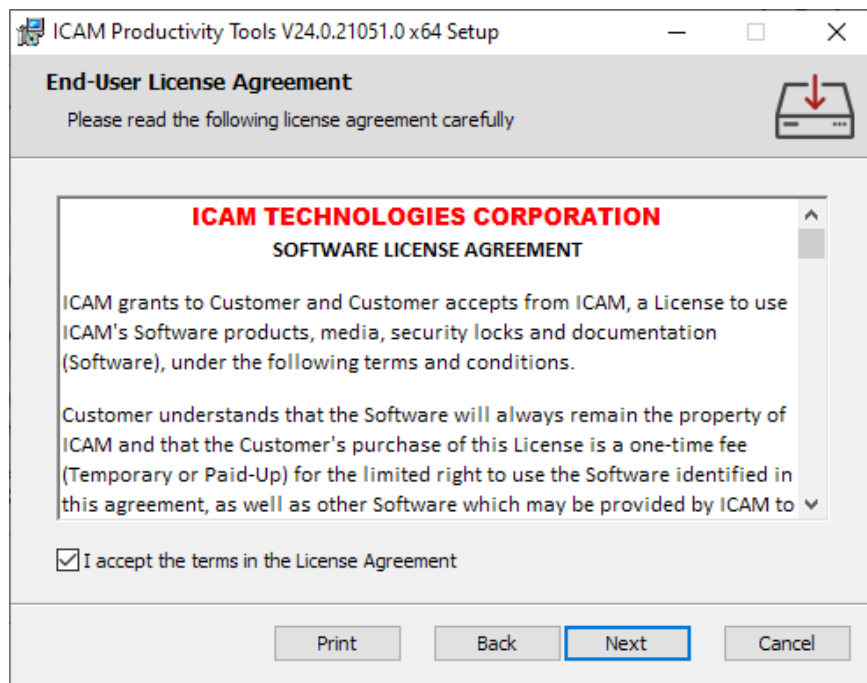 ICAM Productivity Tools V24.0.21051.0 x64 Setup
End-User License Agreement
Please read the following license agreement carefully
ICAM TECHNOLOGIES CORPORATION
SOFTWARE LICENSE AGREEMENT
ICAM grants to Customer and Customer accepts from ICAM, a License to use
ICAM's Software products, media, security locks and documentation
(Software), under the following terms and conditions.
Customer understands that the Software will always remain the property of
ICAM and that the Customer's purchase of this License is a one-time fee
(Temporary or Paid-Up) for the limited right to use the Software identified in
this agreement, as well as other Software which may be provided by ICAM to
I accept the terms in the License Agreement
Print Back Next Cancel